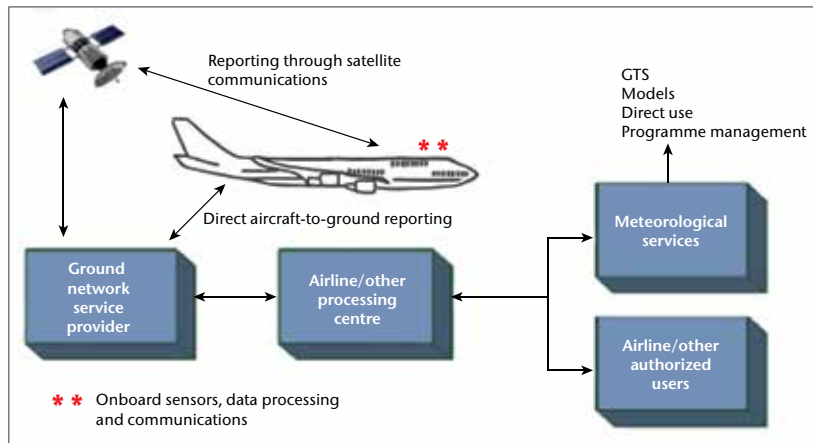 Reporting through satellite
communications
GTS
Models
Direct use
Programme management
* *
Direct aircraft-to-ground reporting
Meteorological
services
Ground
network
service
provider
Airline/other
processing
centre
Airline/other
authorized
users
* * Onboard sensors, data processing
and communications